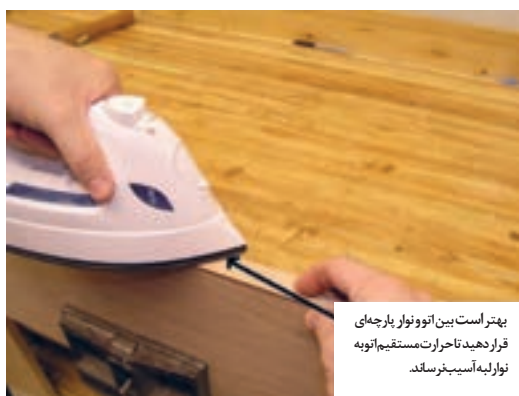 بهتر است بین اتو و نوار پارچه‌ای
قرار دهید تا حرارت مستقیم اتو به
نوار لبه آسیب نرساند.